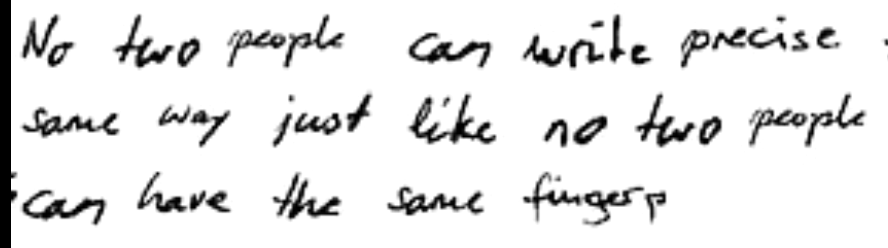 No two people can write precise
same way just like no two people
can have the same fingerp